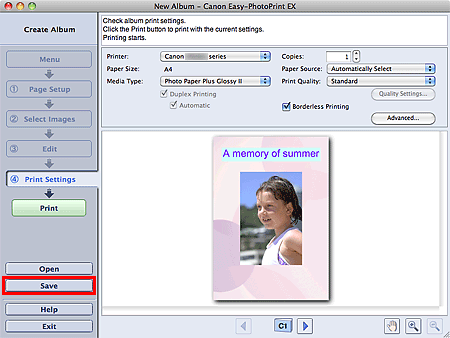 New Album - Canon Easy-PhotoPrint EX
Create Album
Menu
① Page Setup
② Select Images
③ Edit
④ Print Settings
Print
Open
Save
Help
Exit
Check album print settings.
Click the Print button to print with the current settings.
Printing starts.
Printer: Canon series
Copies: 1
Paper Size: A4
Paper Source: Automatically Select
Media Type: Photo Paper Plus Glossy II
Print Quality: Standard
Duplex Printing
Quality Settings...
Automatic
Borderless Printing
Advanced...
A memory of summer
C1